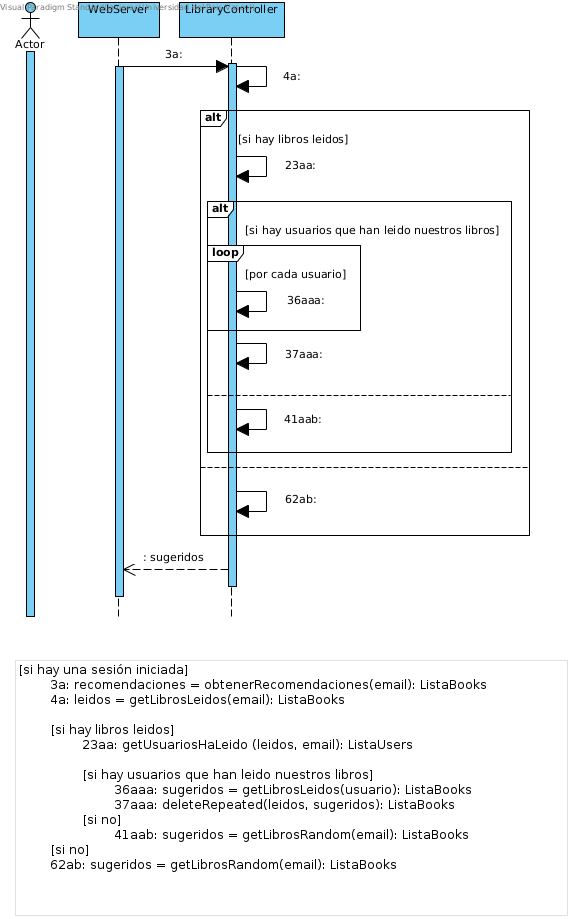 Visual Paradigm
Actor
WebServer
LibraryController
3a:
4a:
alt
[si hay libros leidos]
23aa:
alt
[si hay usuarios que han leido nuestros libros]
loop
[por cada usuario]
36aaa:
37aaa:
41aab:
62ab:
: sugeridos
[si hay una sesión iniciada]
3a: recomendaciones = obtenerRecomendaciones(email): ListaBooks
4a: leidos = getLibrosLeidos(email): ListaBooks
[si hay libros leidos]
23aa: getUsuariosHaLeido (leidos, email): ListaUsers
[si hay usuarios que han leido nuestros libros]
36aaa: sugeridos = getLibrosLeidos(usuario): ListaBooks
37aaa: deleteRepeated(leidos, sugeridos): ListaBooks
[si no]
41aab: sugeridos = getLibrosRandom(email): ListaBooks
[si no]
62ab: sugeridos = getLibrosRandom(email): ListaBooks